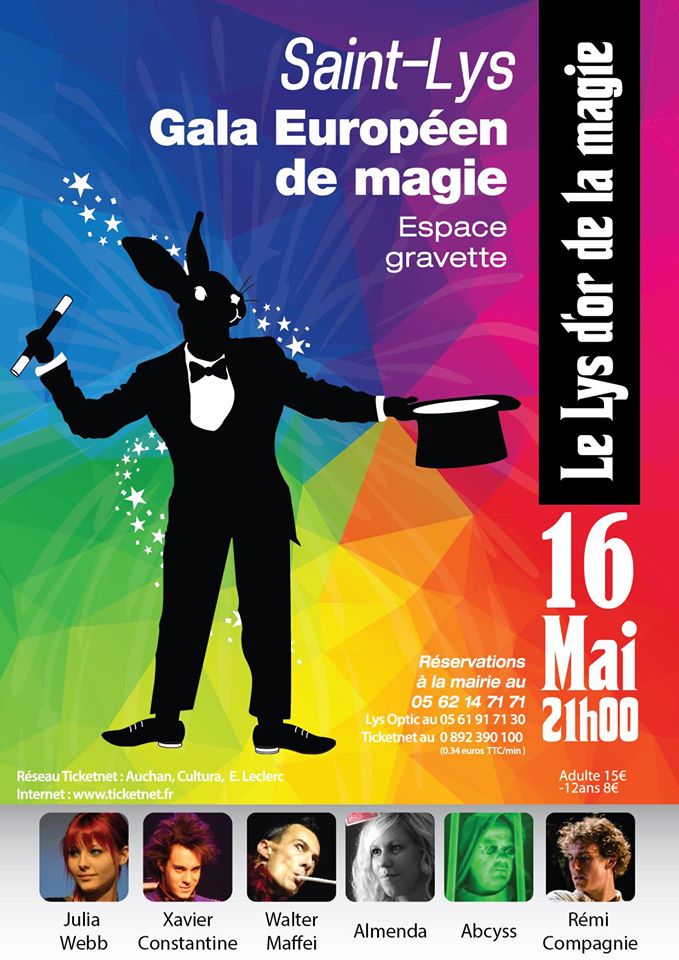 Saint-Lys
Gala Européen
de magie
Espace
gravette
Le Lys d'or de la magie
16
Mai
21h00
Réservations
à la mairie au
05 62 14 71 71
Lys Optic au 05 61 91 71 30
Ticketnet au 0 892 390 100
(0.34 euros TTC/min )
Réseau Ticketnet : Auchan, Cultura, E. Leclerc
Internet : www.ticketnet.fr
Adulte 15€
-12ans 8€
Julia
Webb
Xavier
Constantine
Walter
Maffei
Almenda
Abcyss
Rémi
Compagnie